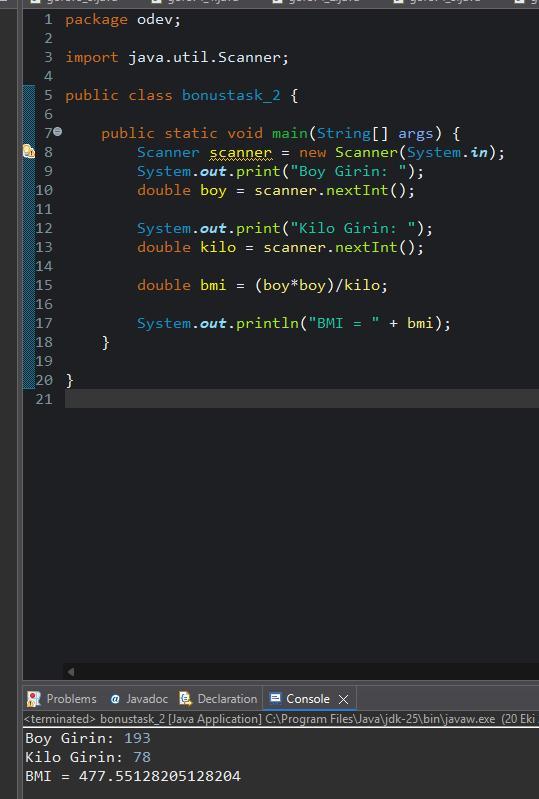 1 package odev;
2
3 import java.util.Scanner;
4
5 public class bonustask_2 {
6
7 public static void main(String[] args) {
8 Scanner scanner = new Scanner(System.in);
9 System.out.print("Boy Girin: ");
10 double boy = scanner.nextInt();
11
12 System.out.print("Kilo Girin: ");
13 double kilo = scanner.nextInt();
14
15 double bmi = (boy*boy)/kilo;
16
17 System.out.println("BMI = " + bmi);
18 }
19
20 }
21
Problems @ Javadoc Declaration Console
<terminated> bonustask_2 [Java Application] C:\Program Files\Java\jdk-25\bin\javaw.exe (20 Eki
Boy Girin: 193
Kilo Girin: 78
BMI = 477.55128205128204